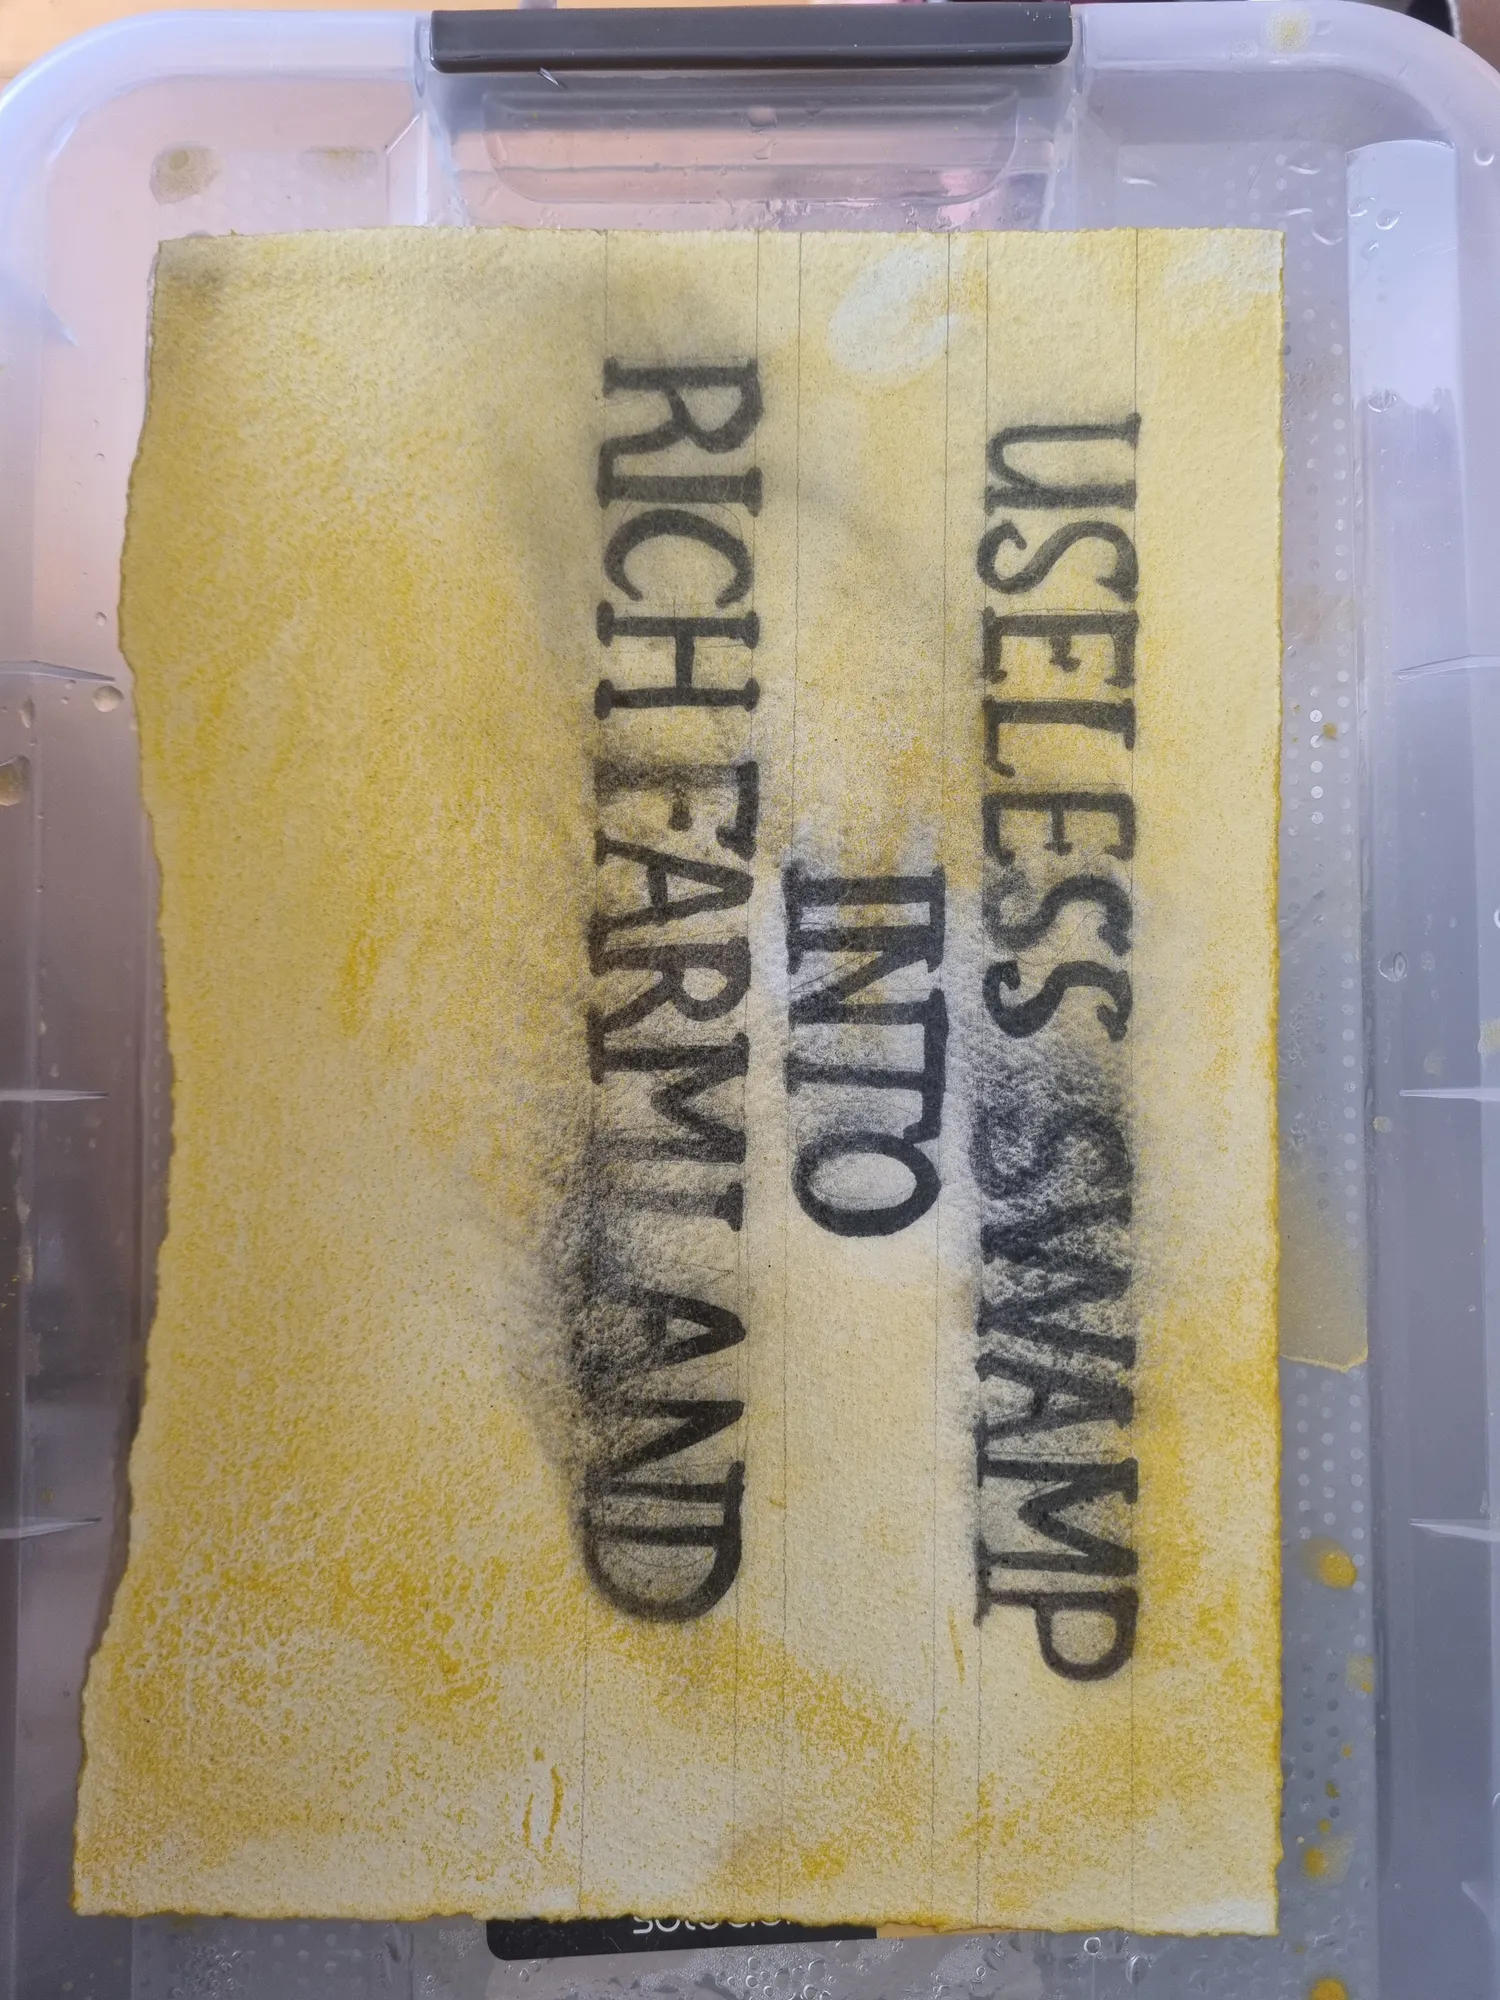 USELESS SWAMP
INTO
RICH FARMLAND